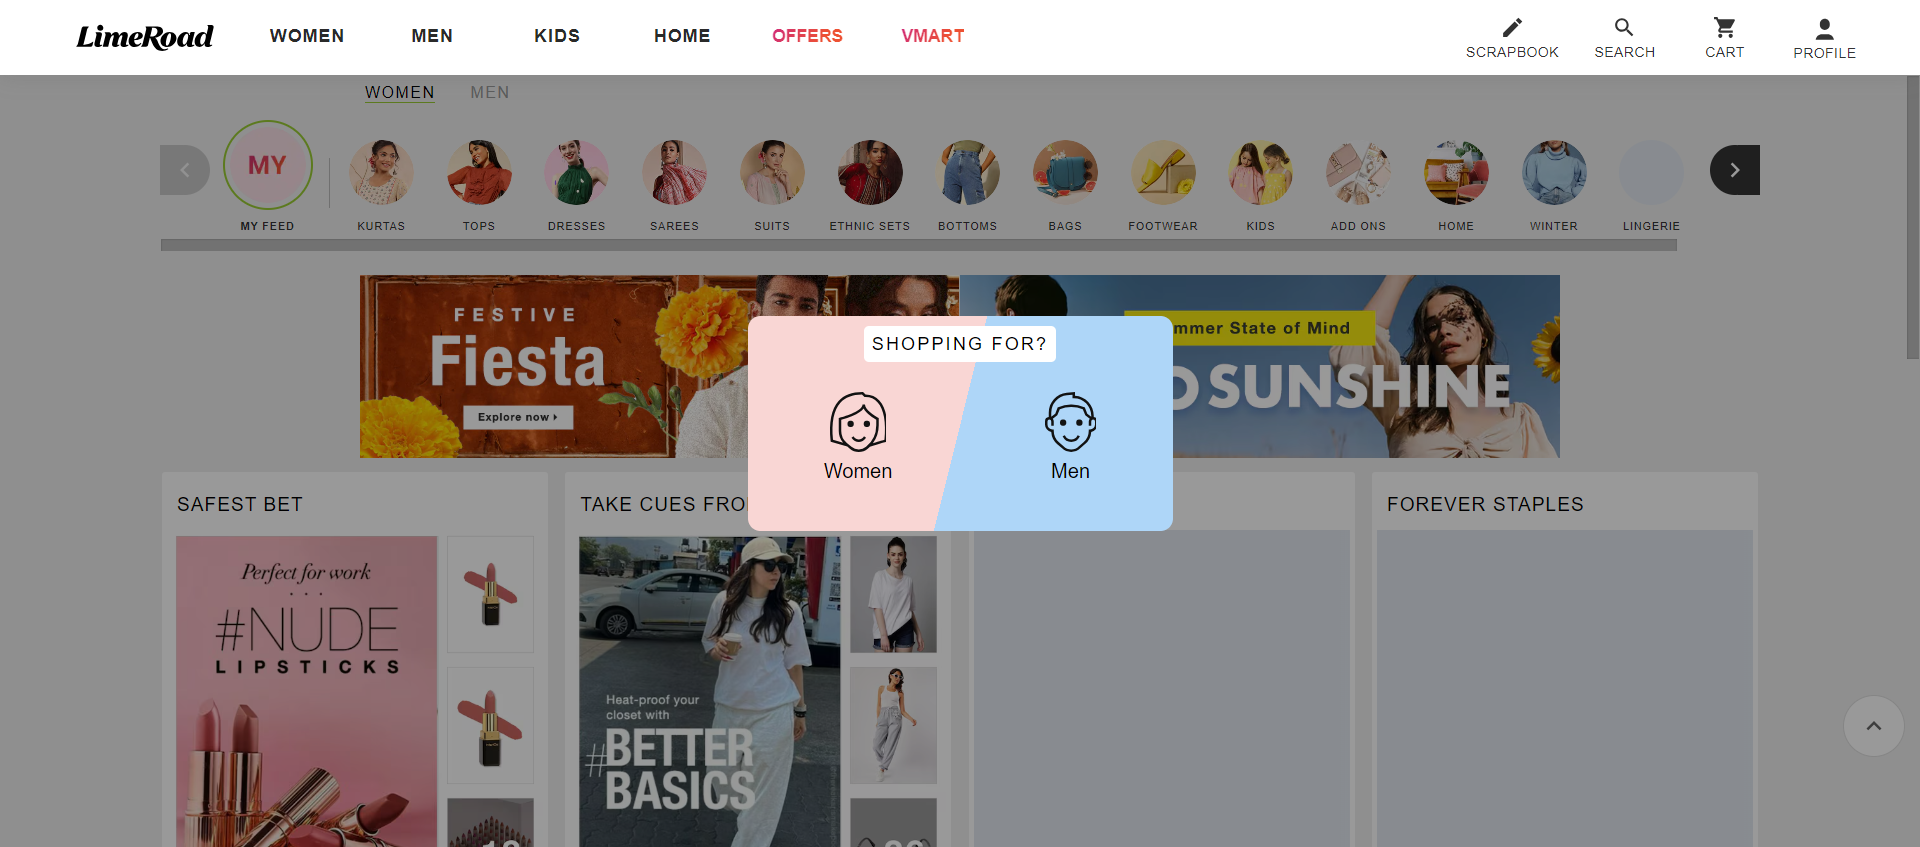 LimeRoad
WOMEN
MEN
KIDS
HOME
OFFERS
VMART
SCRAPBOOK
SEARCH
CART
PROFILE
WOMEN
MEN
MY
MY FEED
KURTAS
TOPS
DRESSES
SAREES
SUITS
ETHNIC SETS
BOTTOMS
BAGS
FOOTWEAR
KIDS
ADD ONS
HOME
WINTER
LINGERIE
FESTIVE
Fiesta
Explore now
mmer State of Mind
O SUNSHINE
SHOPPING FOR?
Women
Men
SAFEST BET
Perfect for work
#NUDE
LIPSTICKS
TAKE CUES FRO
Heat-proof your
closet with
#BETTER
BASICS
FOREVER STAPLES